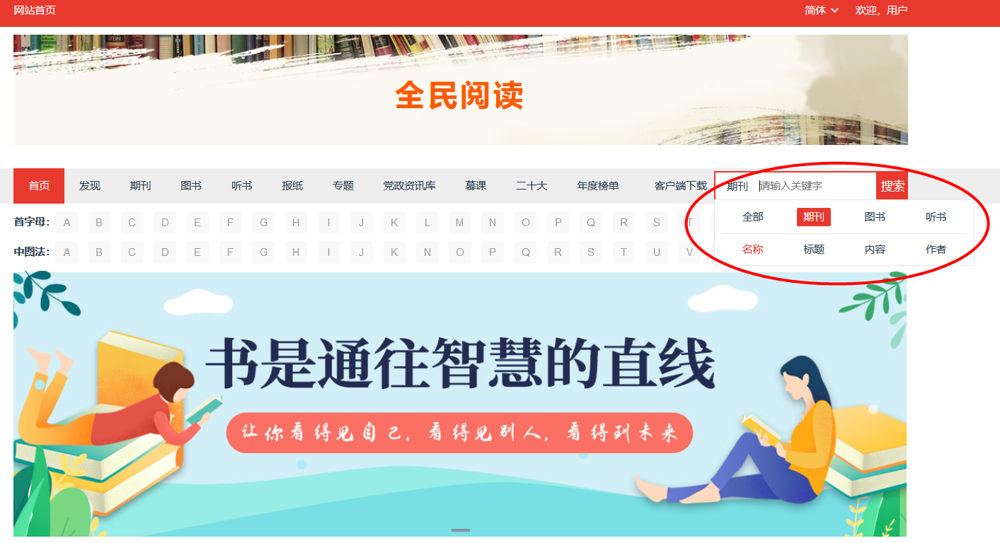 网站首页 简体 欢迎，用户
全民阅读
首页 发现 期刊 图书 听书 报纸 专题 党政资讯库 慕课 二十大 年度榜单 客户端下载 期刊 请输入关键字 搜索
全部 期刊 图书 听书
首字母: A B C D E F G H I J K L M N O P Q R S T
名称 标题 内容 作者
中图法: A B C D E F G H I J K N O P Q R S T U V
书是通往智慧的直线
让你看得见自己，看得见别人，看得到未来